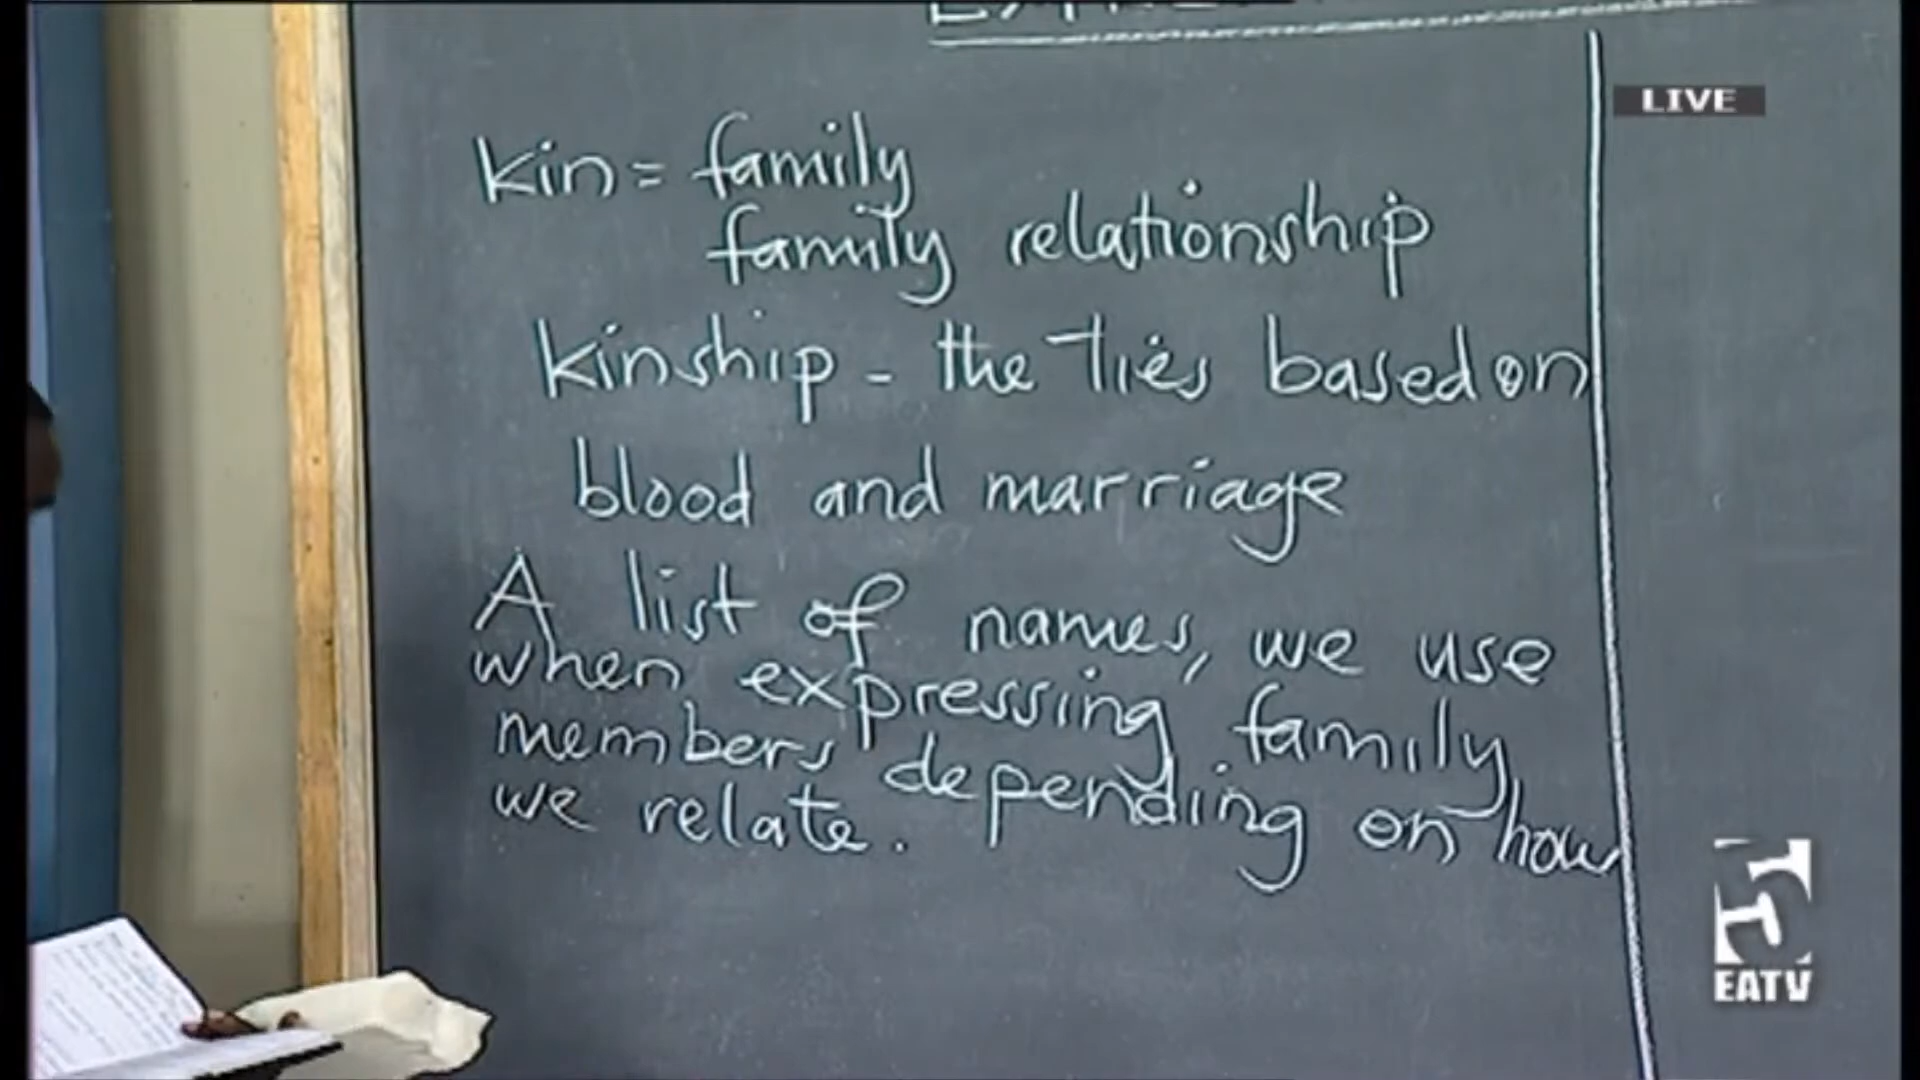 LIVE
kin = family
family relationship
kinship - the ties based on
blood and marriage
A list of names, we use
when expressing family
members depending on how
we relate.
EATV